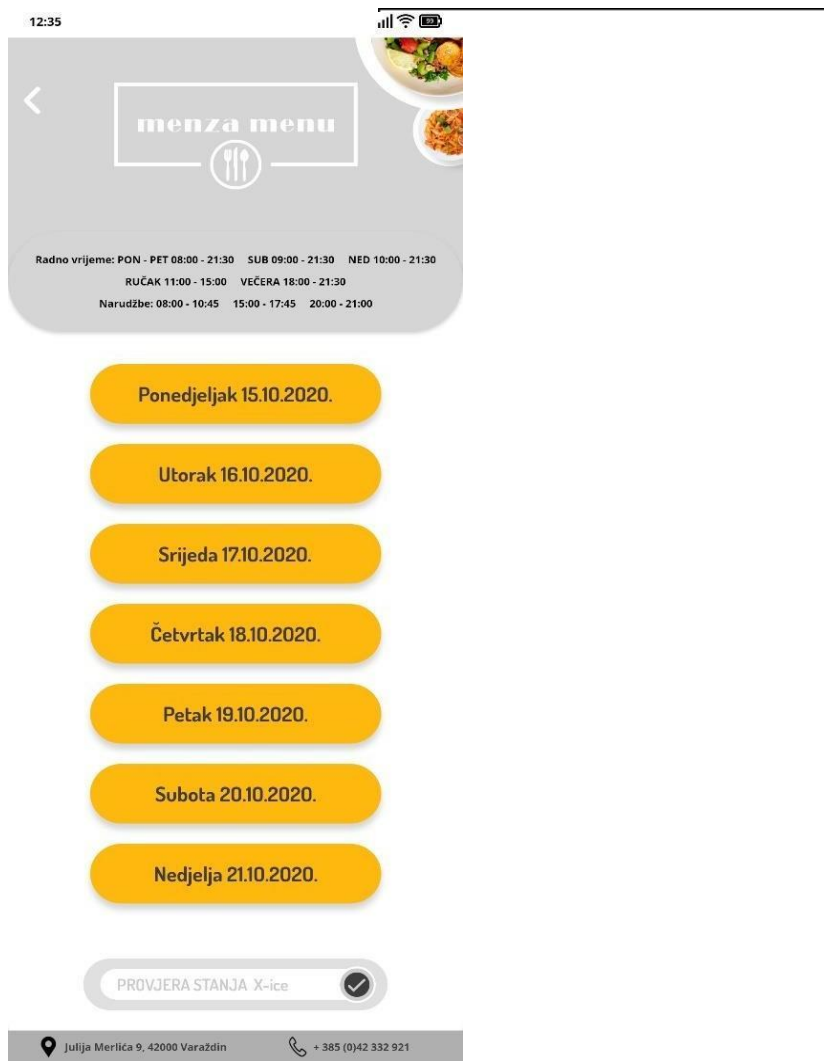 12:35
99
menza menu
Radno vrijeme: PON - PET 08:00 - 21:30 SUB 09:00 - 21:30 NED 10:00 - 21:30
RUČAK 11:00 - 15:00 VEČERA 18:00 - 21:30
Narudžbe: 08:00 - 10:45 15:00 - 17:45 20:00 - 21:00
Ponedjeljak 15.10.2020.
Utorak 16.10.2020.
Srijeda 17.10.2020.
Četvrtak 18.10.2020.
Petak 19.10.2020.
Subota 20.10.2020.
Nedjelja 21.10.2020.
PROVJERA STANJA X-ice
Julija Merlića 9, 42000 Varaždin + 385 (0)42 332 921